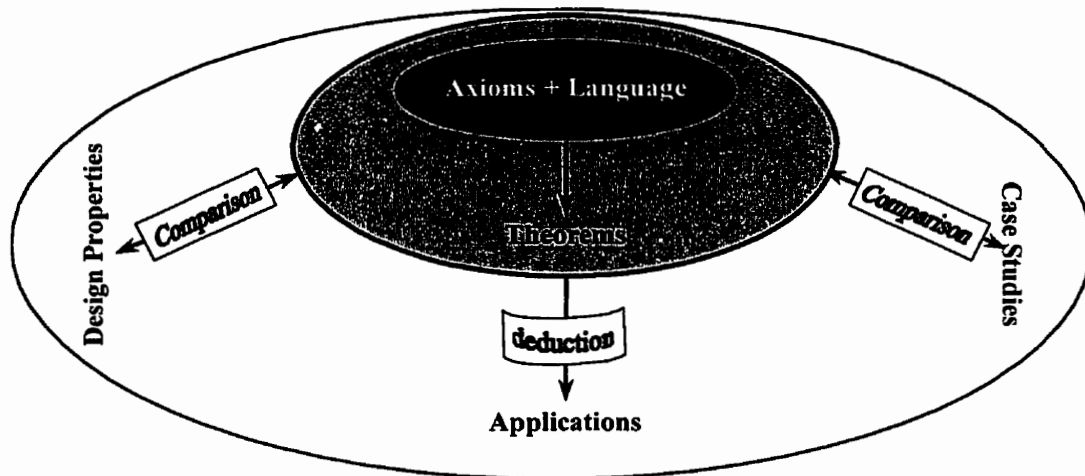 Axioms + Language
Theorems
Design Properties
Comparison
Comparison
Case Studies
deduction
Applications